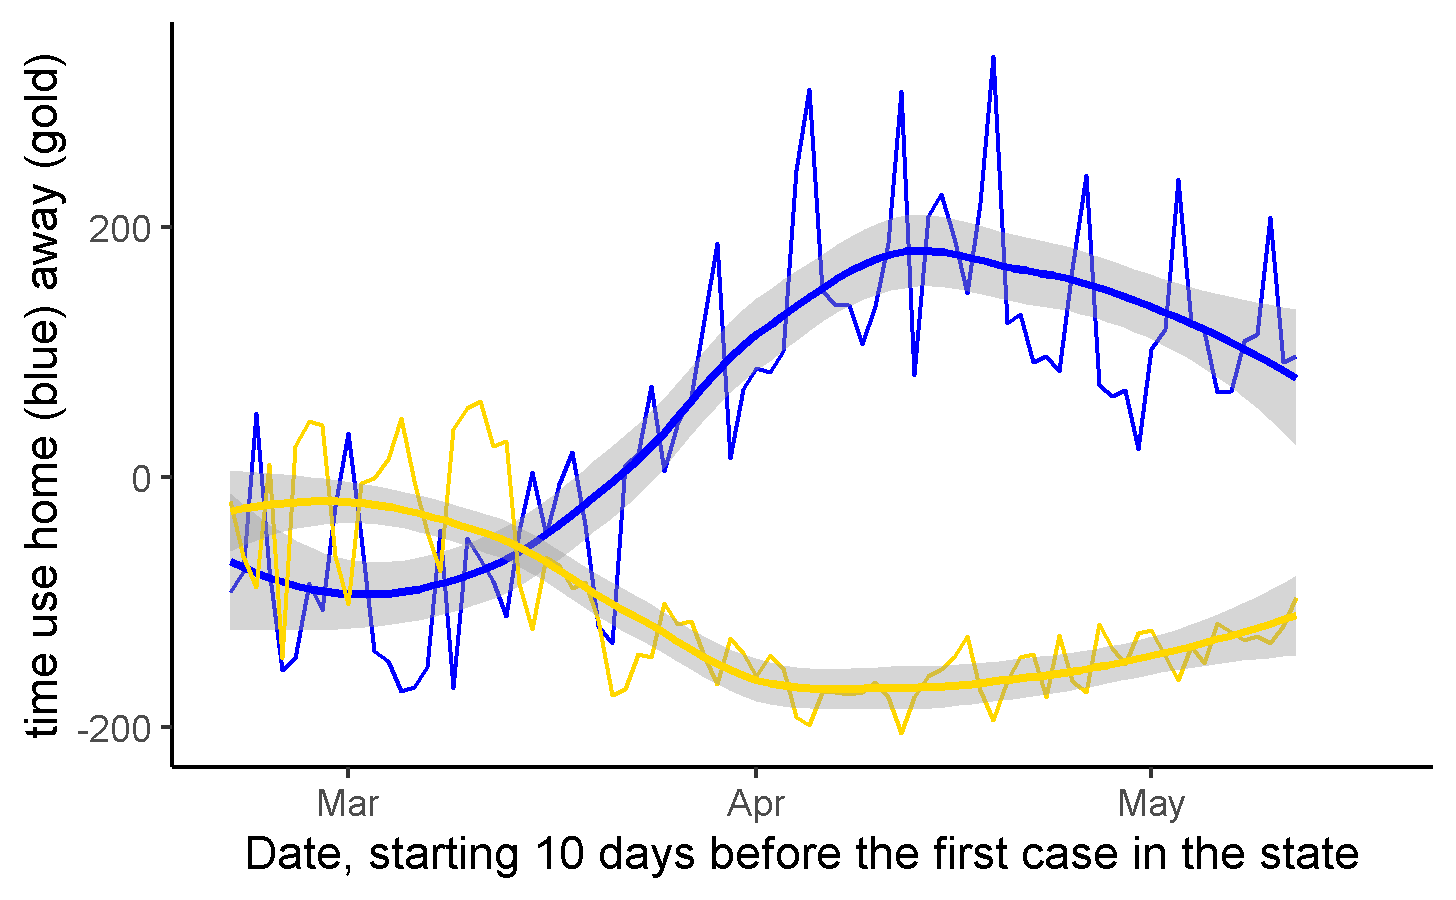 time use home (blue) away (gold)
200
0
-200
Mar
Apr
May
Date, starting 10 days before the first case in the state